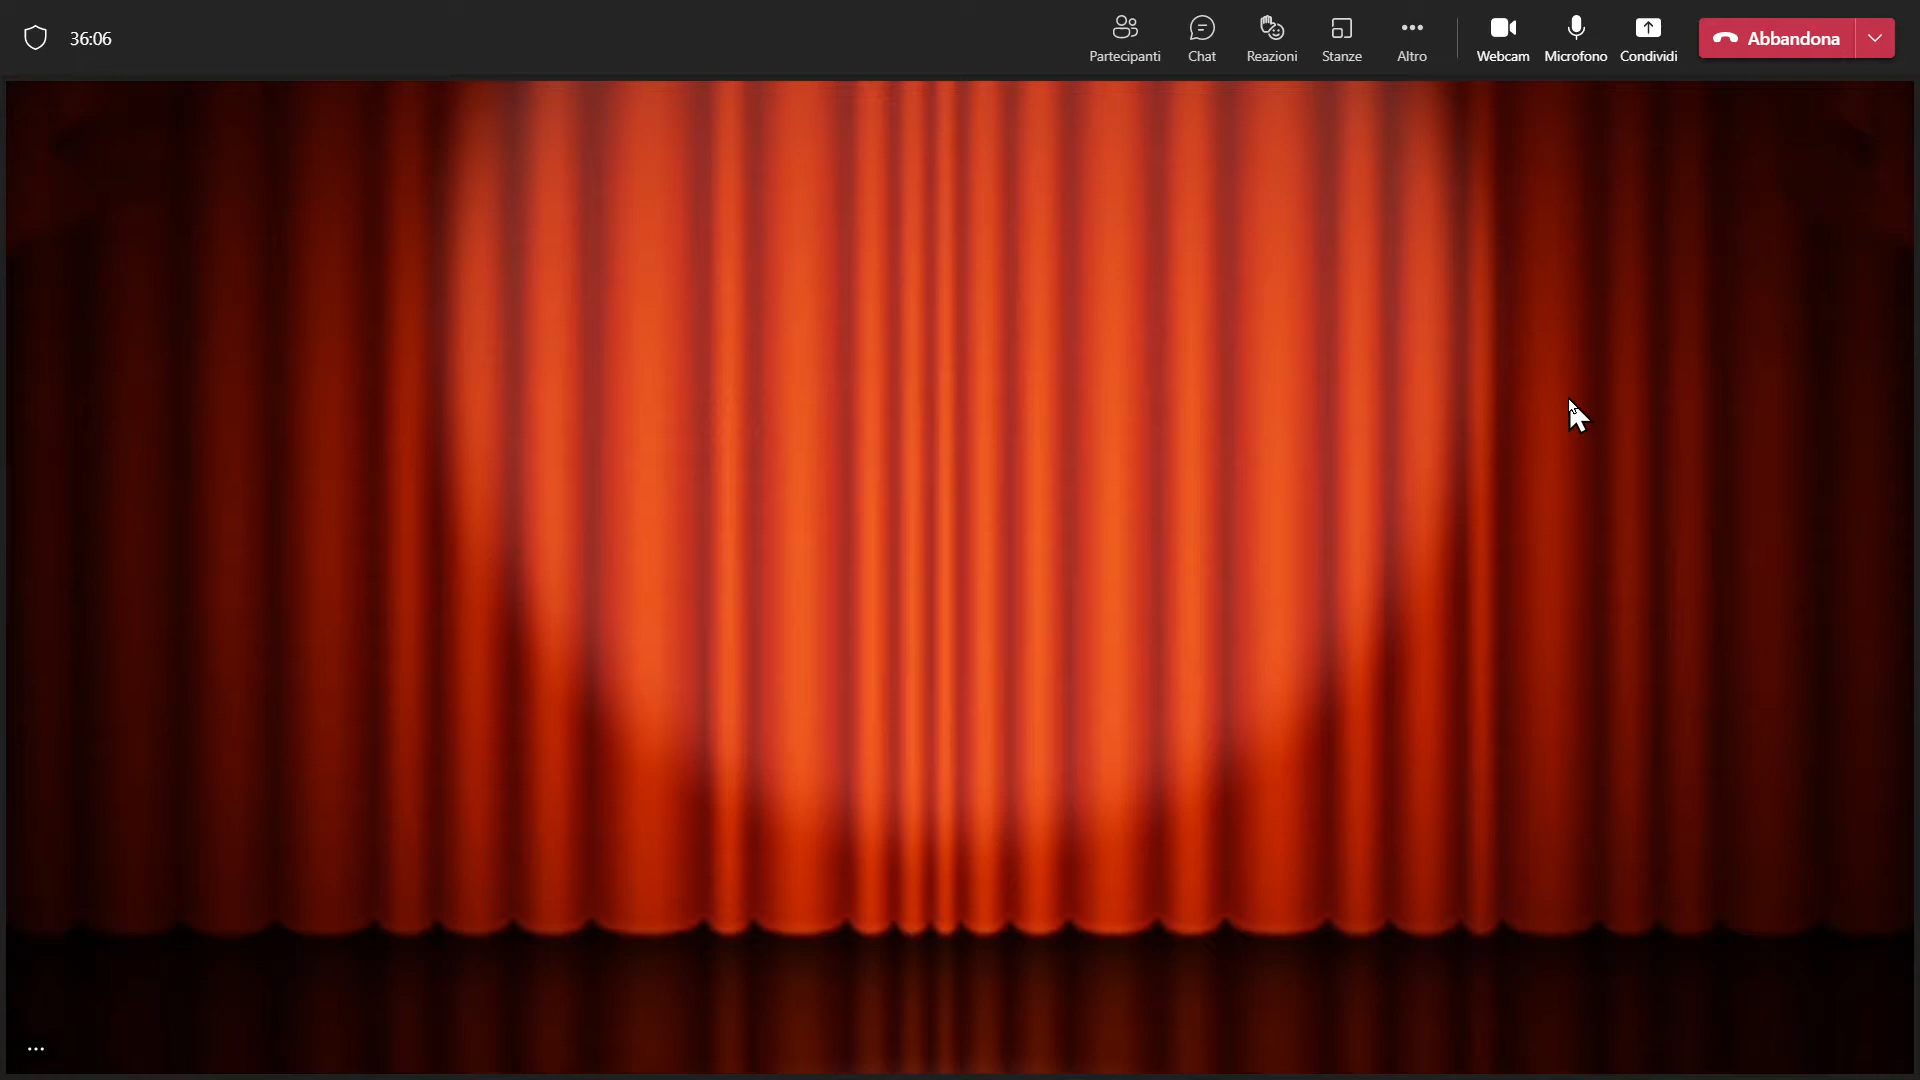 36:06
Partecipanti
Chat
Reazioni
Stanze
Altro
Webcam
Microfono
Condividi
Abbandona